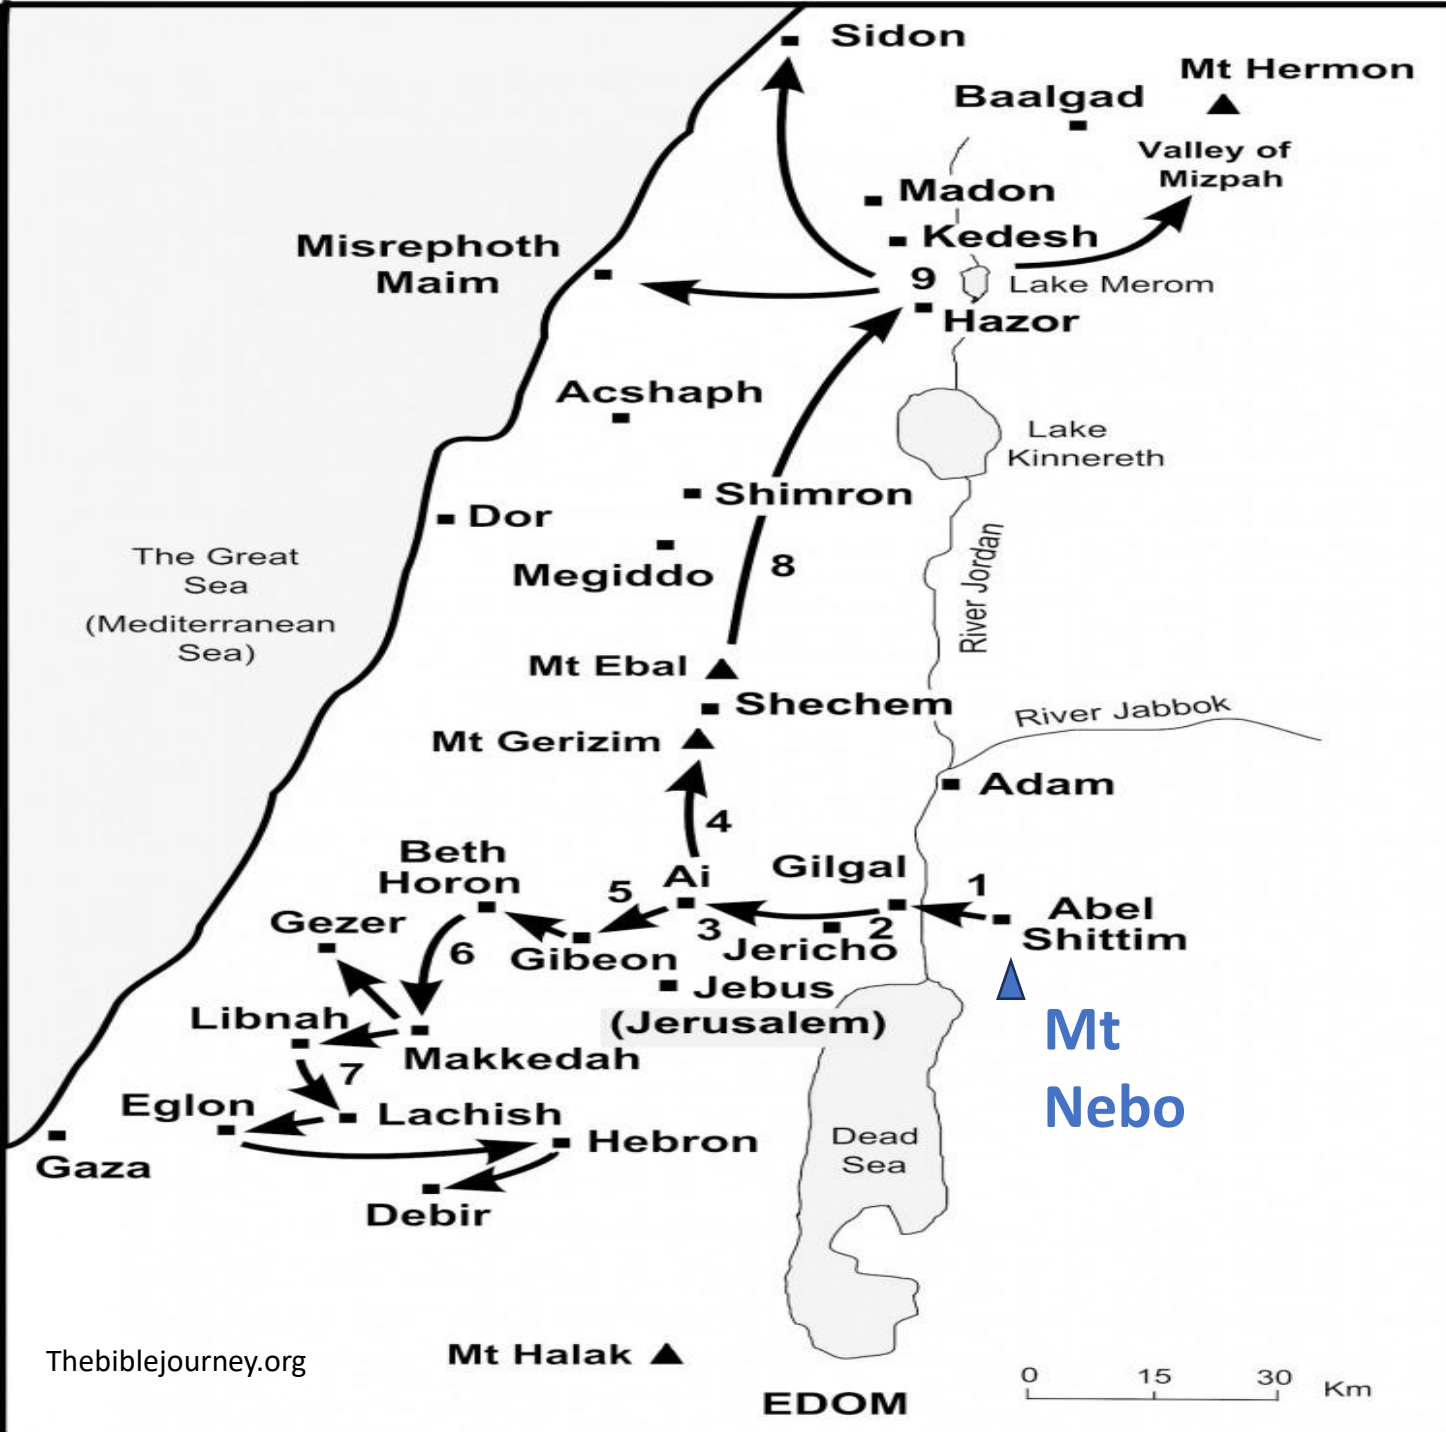 Sidon
Mt Hermon
Baalgad
Valley of
Mizpah
Madon
Kedesh
Misrephoth
Maim
9
Lake Merom
Hazor
Acshaph
Lake
Kinnereth
Shimron
Dor
River Jordan
The Great
Sea
(Mediterranean
Sea)
Megiddo
8
Mt Ebal
Shechem
River Jabbok
Mt Gerizim
Adam
4
Beth
Horon
Ai
Gilgal
1
5
Abel
Shittim
Gezer
3
2
6
Gibeon
Jericho
Jebus
(Jerusalem)
Libnah
Mt
Nebo
Makkedah
7
Eglon
Lachish
Hebron
Dead
Sea
Gaza
Debir
Thebiblejourney.org
Mt Halak
EDOM
0 15 30 Km